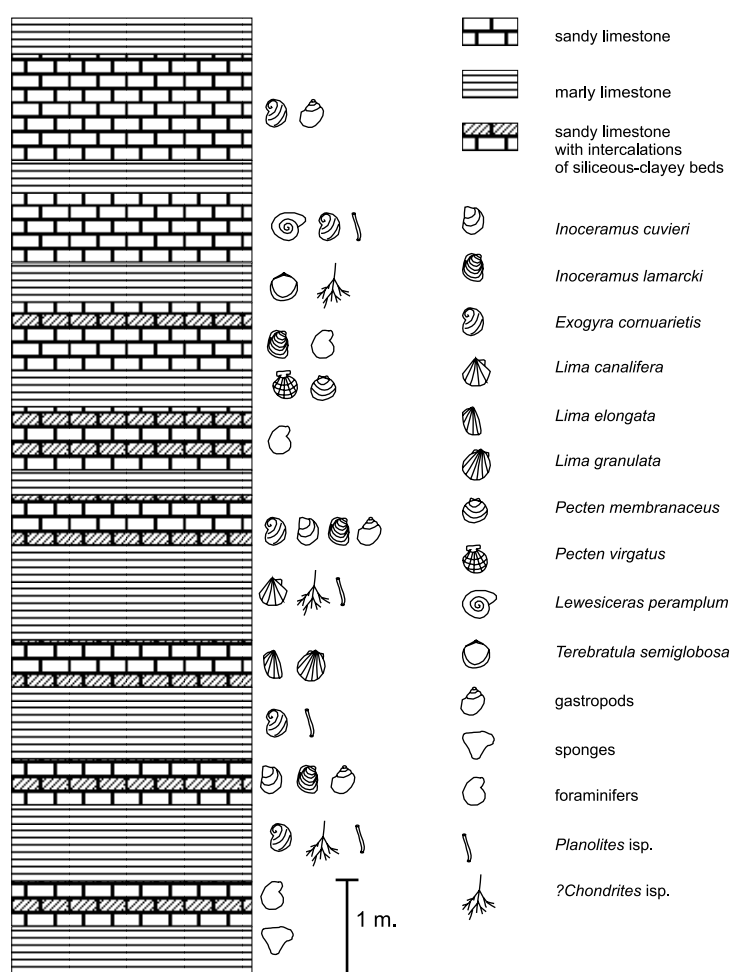 sandy limestone
marly limestone
sandy limestone
with intercalations
of siliceous-clayey beds
Inoceramus cuvieri
Inoceramus lamarcki
Exogyra cornuarietis
Lima canalifera
Lima elongata
Lima granulata
Pecten membranaceus
Pecten virgatus
Lewesiceras peramplum
Terebratula semiglobosa
gastropods
sponges
foraminifers
Planolites isp.
?Chondrites isp.
1 m.